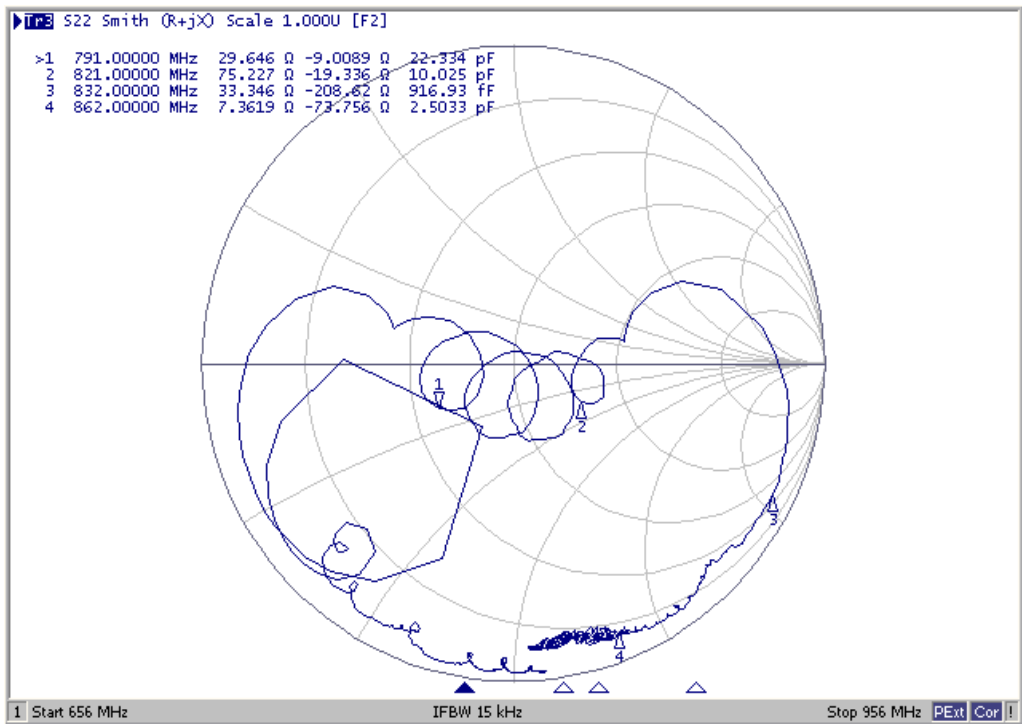 Tr3 S22 Smith (R+jX) Scale 1.000U [F2]
>1 791.00000 MHz 29.646 Ω -9.0089 Ω 22.334 pF
2 821.00000 MHz 75.227 Ω -19.336 Ω 10.025 pF
3 832.00000 MHz 33.346 Ω -208.62 Ω 916.93 fF
4 862.00000 MHz 7.3619 Ω -73.756 Ω 2.5033 pF
1
2
3
4
1 Start 656 MHz IFBW 15 kHz Stop 956 MHz PExt Cor !